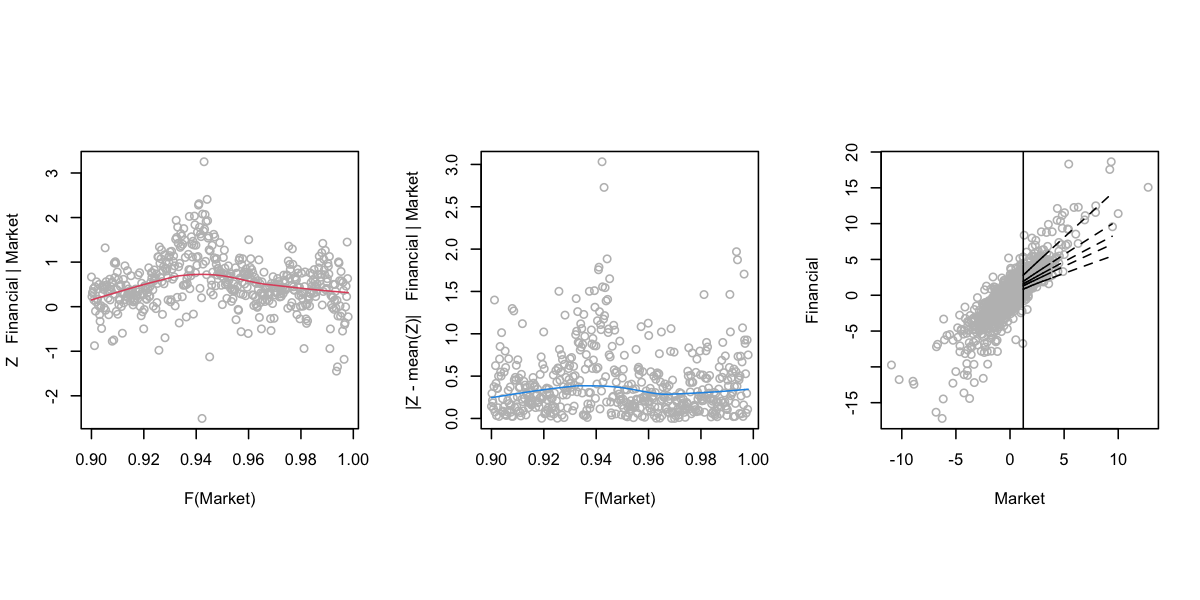 Z   Financial | Market
3
2
1
0
-1
-2
0.90 0.92 0.94 0.96 0.98 1.00
F(Market)
|Z - mean(Z)|   Financial | Market
3.0
2.5
2.0
1.5
1.0
0.5
0.0
0.90 0.92 0.94 0.96 0.98 1.00
F(Market)
Financial
20
15
10
5
0
-5
-15
-10 -5 0 5 10
Market